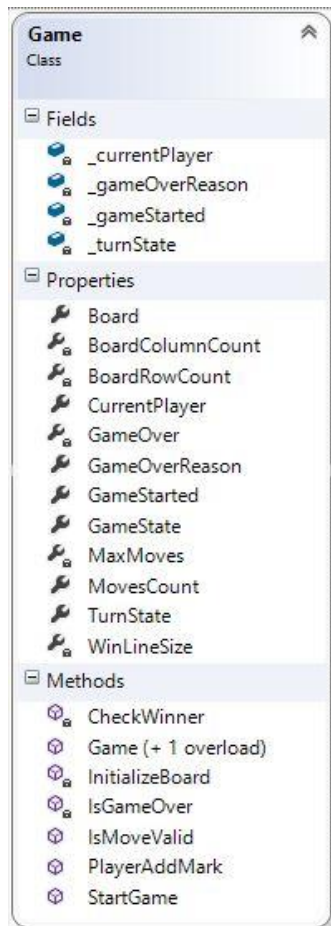 Game
Class
Fields
_currentPlayer
_gameOverReason
_gameStarted
_turnState
Properties
Board
BoardColumnCount
BoardRowCount
CurrentPlayer
GameOver
GameOverReason
GameStarted
GameState
MaxMoves
MovesCount
TurnState
WinLineSize
Methods
CheckWinner
Game (+ 1 overload)
InitializeBoard
IsGameOver
IsMoveValid
PlayerAddMark
StartGame